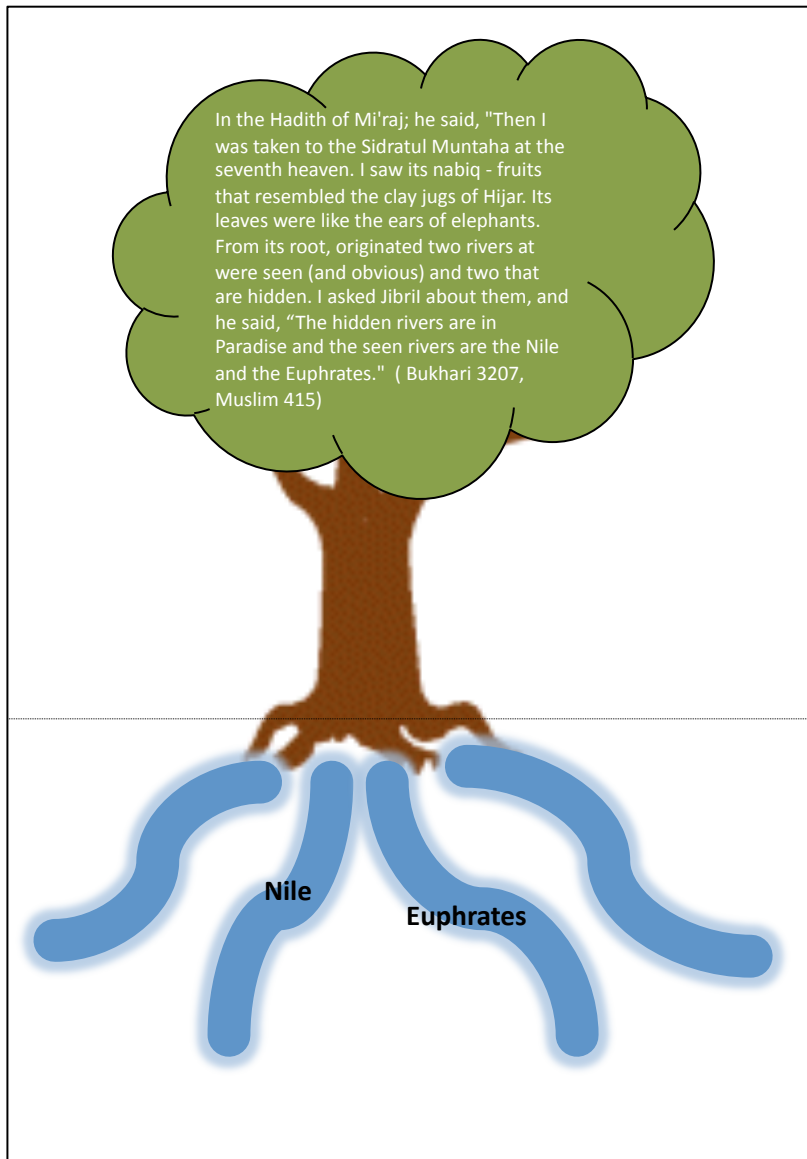 In the Hadith of Mi'raj; he said, "Then I
was taken to the Sidratul Muntaha at the
seventh heaven. I saw its nabiq - fruits
that resembled the clay jugs of Hijar. Its
leaves were like the ears of elephants.
From its root, originated two rivers at
were seen (and obvious) and two that
are hidden. I asked Jibril about them, and
he said, “The hidden rivers are in
Paradise and the seen rivers are the Nile
and the Euphrates." ( Bukhari 3207,
Muslim 415)
Nile
Euphrates